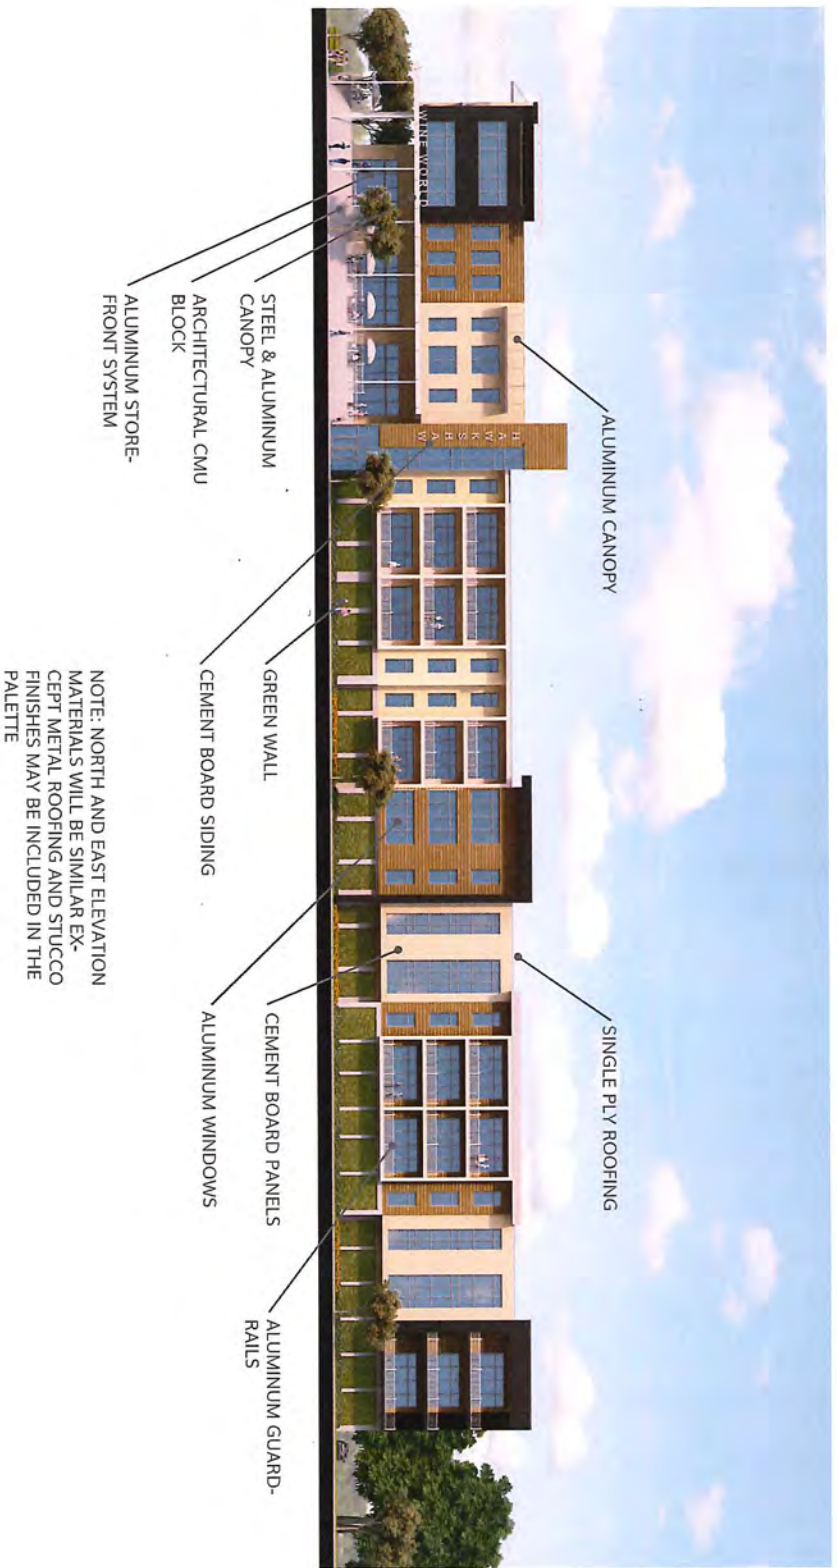 ALUMINUM CANOPY
SINGLE PLY ROOFING
WINE WORLD
HAWKSHAW
STEEL & ALUMINUM
CANOPY
ARCHITECTURAL CMU
BLOCK
ALUMINUM STORE-
FRONT SYSTEM
GREEN WALL
CEMENT BOARD SIDING
CEMENT BOARD PANELS
ALUMINUM WINDOWS
ALUMINUM GUARD-
RAILS
NOTE: NORTH AND EAST ELEVATION
MATERIALS WILL BE SIMILAR EX-
CEPT METAL ROOFING AND STUCCO
FINISHES MAY BE INCLUDED IN THE
PALETTE